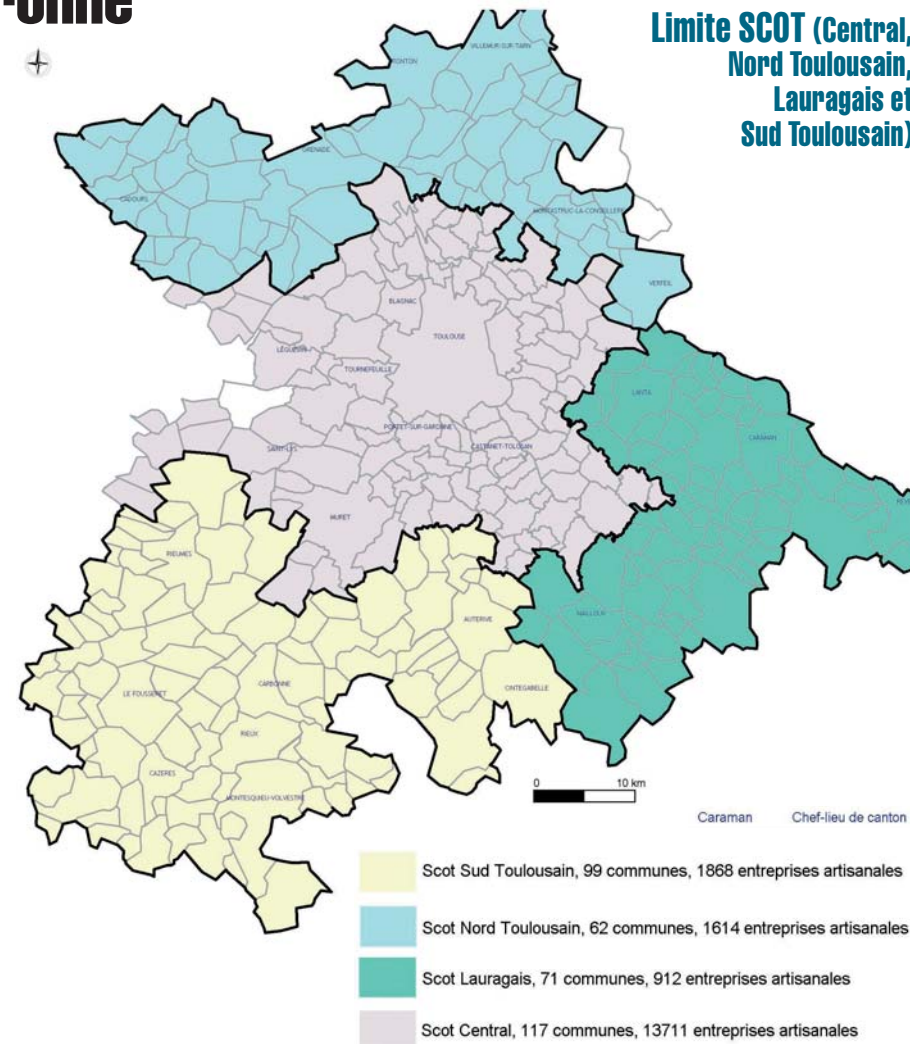 Limite SCOT (Central,
Nord Toulousain,
Lauragais et
Sud Toulousain)
VILLEMUR-SUR-TARN
FRONTON
GRENADE
CADOURS
MONTASTRUC-LA-CONSEILLERE
VERFEIL
BLAGNAC
TOULOUSE
LEGUEVIN
TOURNEFEUILLE
LANTA
PORTET-SUR-GARONNE
CARAMAN
CASTANET-TOLOSAN
SAINT-LYS
REVE
MURET
RIEUMES
NAILLOUX
AUTERIVE
CARBONNE
CINTEGABELLE
LE FOUSSERET
RIEUX
CAZERES
MONTESQUIEU-VOLVESTRE
0 10 km
Caraman Chef-lieu de canton
Scot Sud Toulousain, 99 communes, 1868 entreprises artisanales
Scot Nord Toulousain, 62 communes, 1614 entreprises artisanales
Scot Lauragais, 71 communes, 912 entreprises artisanales
Scot Central, 117 communes, 13711 entreprises artisanales